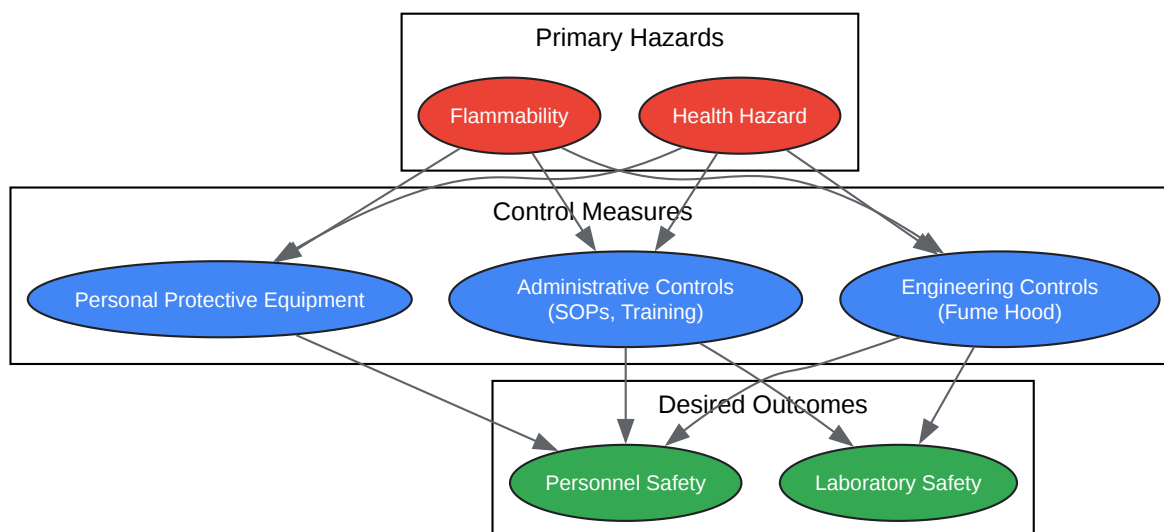 Primary Hazards
Flammability
Health Hazard
Control Measures
Personal Protective Equipment
Administrative Controls
(SOPs, Training)
Engineering Controls
(Fume Hood)
Desired Outcomes
Personnel Safety
Laboratory Safety